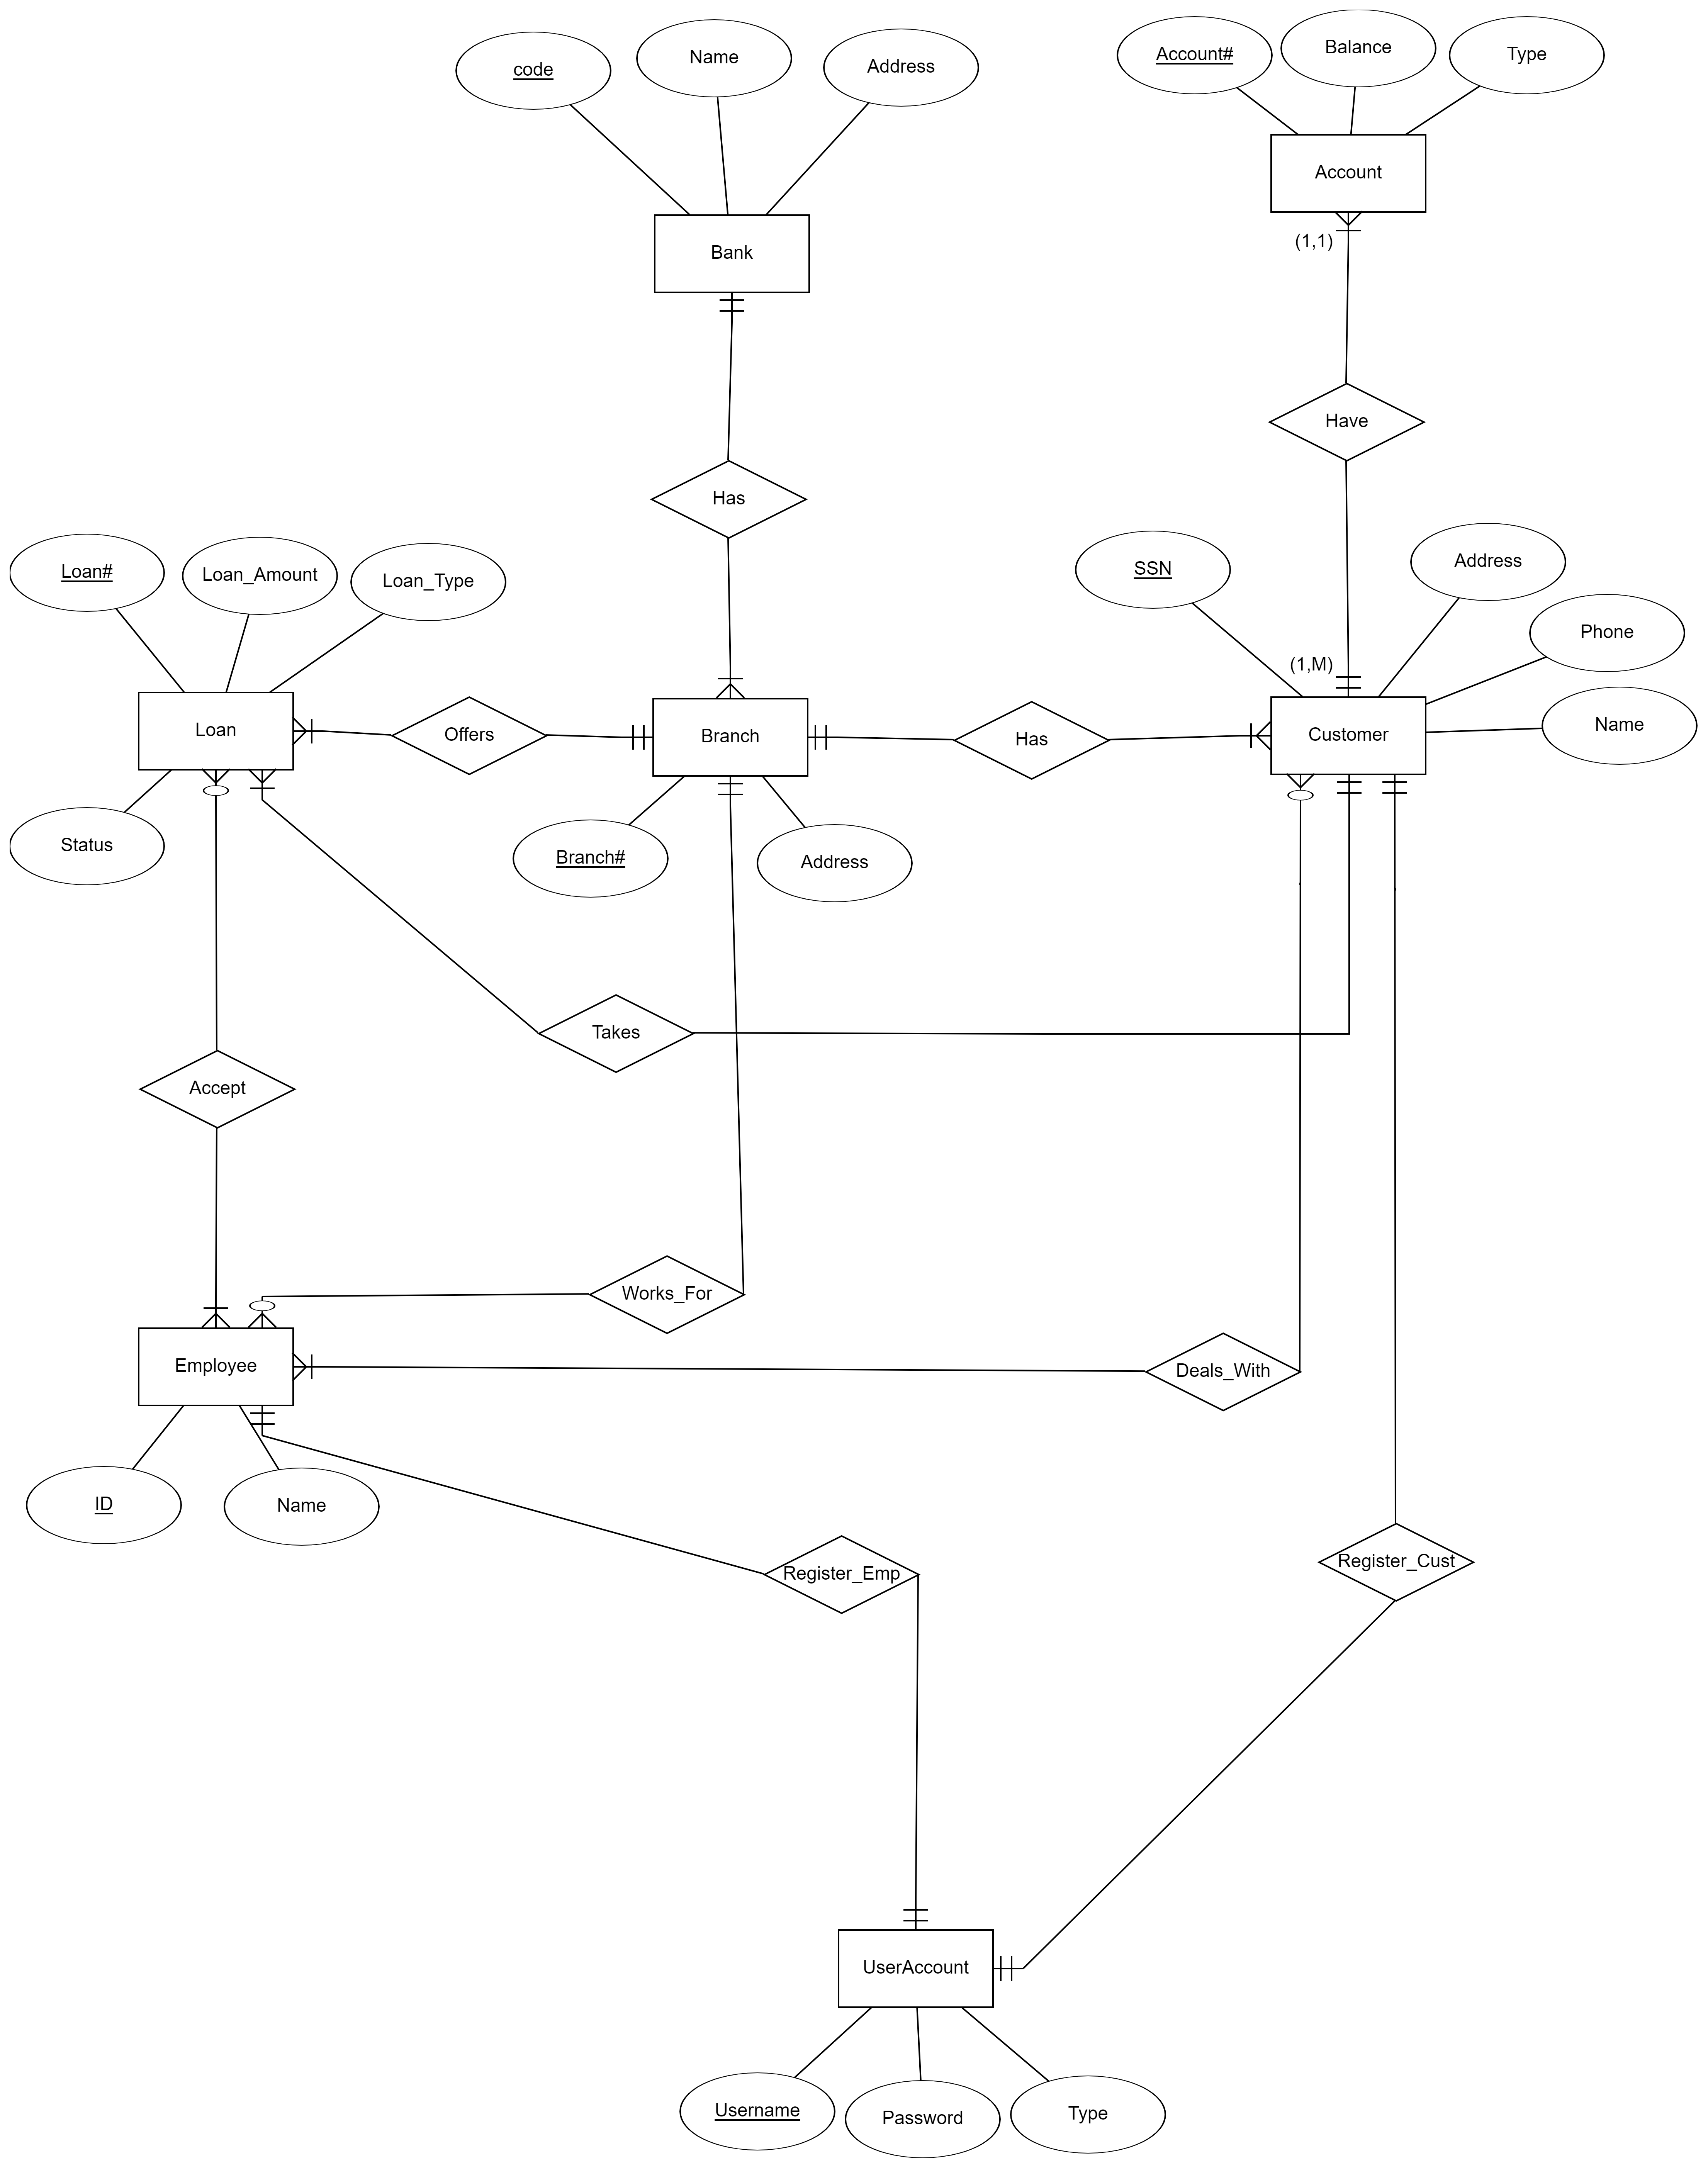 code
Name
Address
Account#
Balance
Type
Bank
Account
(1,1)
Have
Has
Loan#
Loan_Amount
Loan_Type
SSN
Address
Phone
(1,M)
Name
Loan
Offers
Branch
Has
Customer
Status
Branch#
Address
Takes
Accept
Works_For
Employee
Deals_With
ID
Name
Register_Emp
Register_Cust
UserAccount
Username
Password
Type